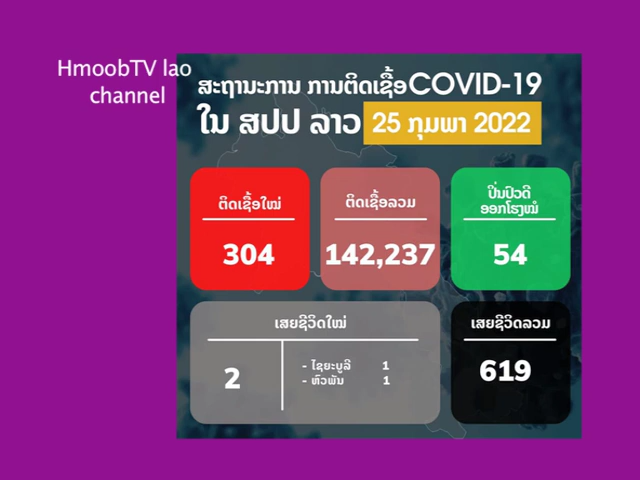 HmoobTV lao
channel
ສະຖານະການ ການຕິດເຊື້ອCOVID-19
ໃນ ສປປ ລາວ 25 ກຸມພາ 2022
ຕິດເຊື້ອໃໝ່
304
ຕິດເຊື້ອລວມ
142,237
ປິ່ນປົວດີ
ອອກໂຮງໝໍ
54
ເສຍຊີວິດໃໝ່
2
- ໄຊຍະບູລີ 1
- ຫົວພັນ 1
ເສຍຊີວິດລວມ
619